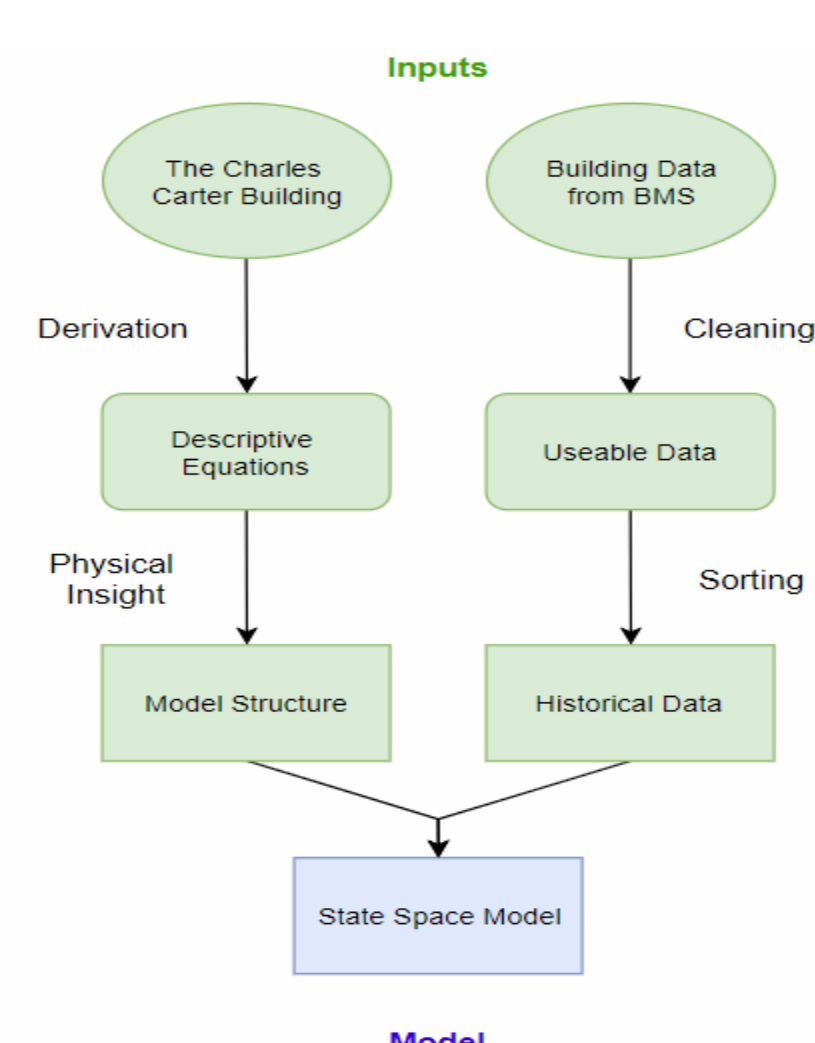 Inputs
The Charles
Carter Building
Building Data
from BMS
Derivation
Cleaning
Descriptive
Equations
Useable Data
Physical
Insight
Sorting
Model Structure
Historical Data
State Space Model
Model